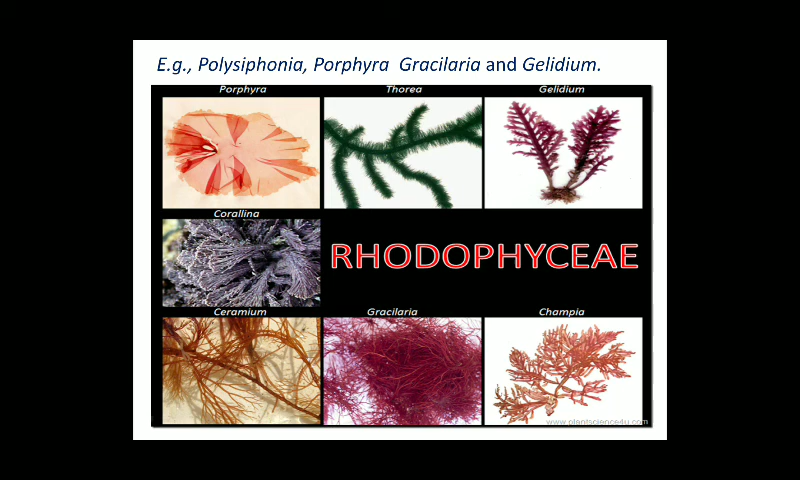 E.g., Polysiphonia, Porphyra Gracilaria and Gelidium.
Porphyra Thorea Gelidium
Corallina
RHODOPHYCEAE
Ceramium Gracilaria Champia
www.plantscience4u.com